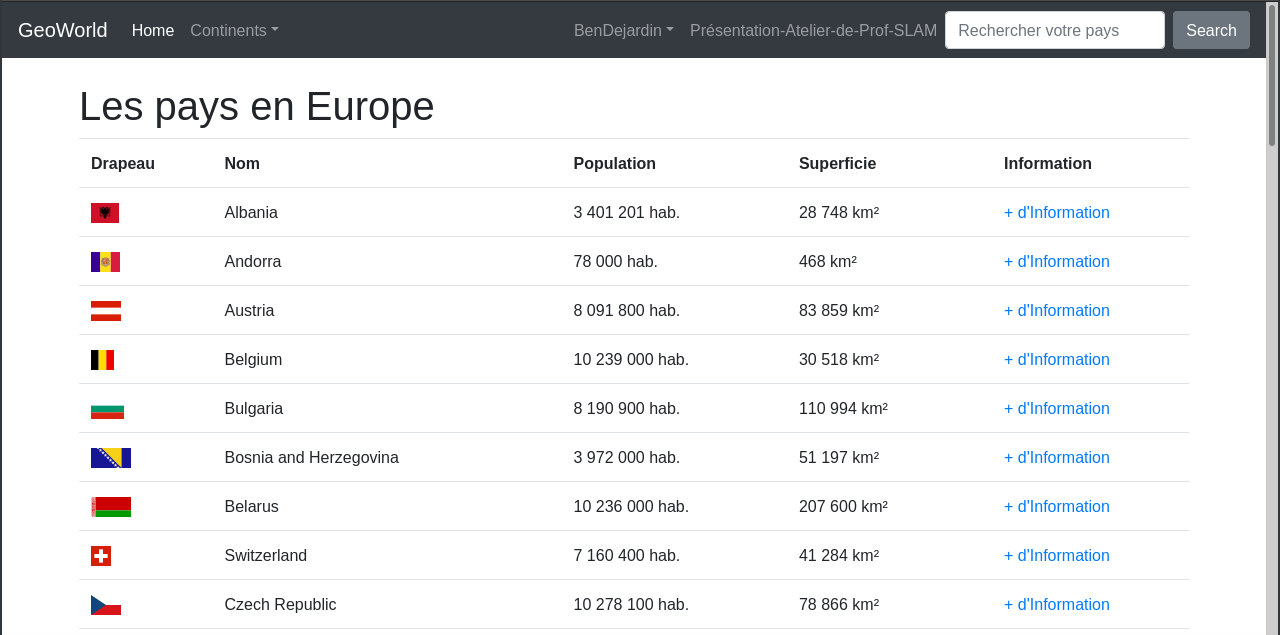 GeoWorld Home Continents BenDejardin Présentation-Atelier-de-Prof-SLAM Rechercher votre pays Search
Les pays en Europe
Drapeau Nom Population Superficie Information
Albania 3 401 201 hab. 28 748 km² + d'Information
Andorra 78 000 hab. 468 km² + d'Information
Austria 8 091 800 hab. 83 859 km² + d'Information
Belgium 10 239 000 hab. 30 518 km² + d'Information
Bulgaria 8 190 900 hab. 110 994 km² + d'Information
Bosnia and Herzegovina 3 972 000 hab. 51 197 km² + d'Information
Belarus 10 236 000 hab. 207 600 km² + d'Information
Switzerland 7 160 400 hab. 41 284 km² + d'Information
Czech Republic 10 278 100 hab. 78 866 km² + d'Information